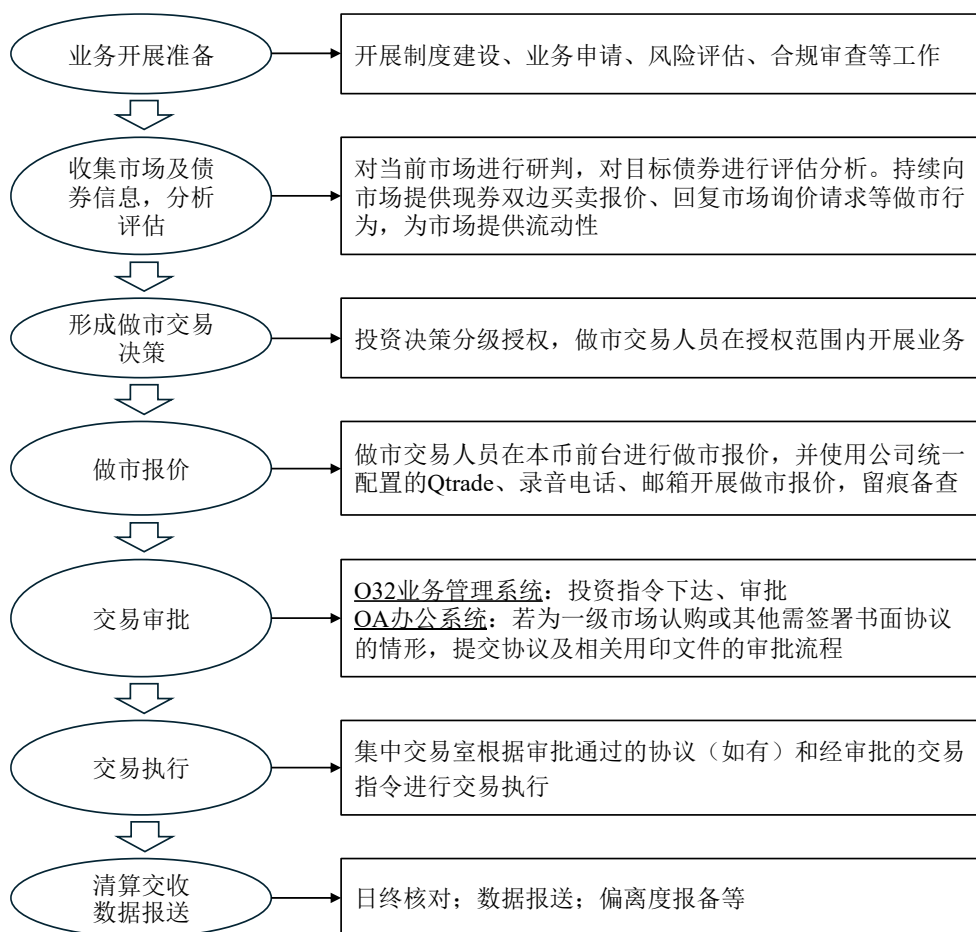 业务开展准备
开展制度建设、业务申请、风险评估、合规审查等工作
收集市场及债
券信息，分析
评估
对当前市场进行研判，对目标债券进行评估分析。持续向
市场提供现券双边买卖报价、回复市场询价请求等做市行
为，为市场提供流动性
形成做市交易
决策
投资决策分级授权，做市交易人员在授权范围内开展业务
做市报价
做市交易人员在本币前台进行做市报价，并使用公司统一
配置的Qtrade、录音电话、邮箱开展做市报价，留痕备查
交易审批
O32业务管理系统：投资指令下达、审批
OA办公系统：若为一级市场认购或其他需签署书面协议
的情形，提交协议及相关用印文件的审批流程
交易执行
集中交易室根据审批通过的协议（如有）和经审批的交易
指令进行交易执行
清算交收
数据报送
日终核对；数据报送；偏离度报备等